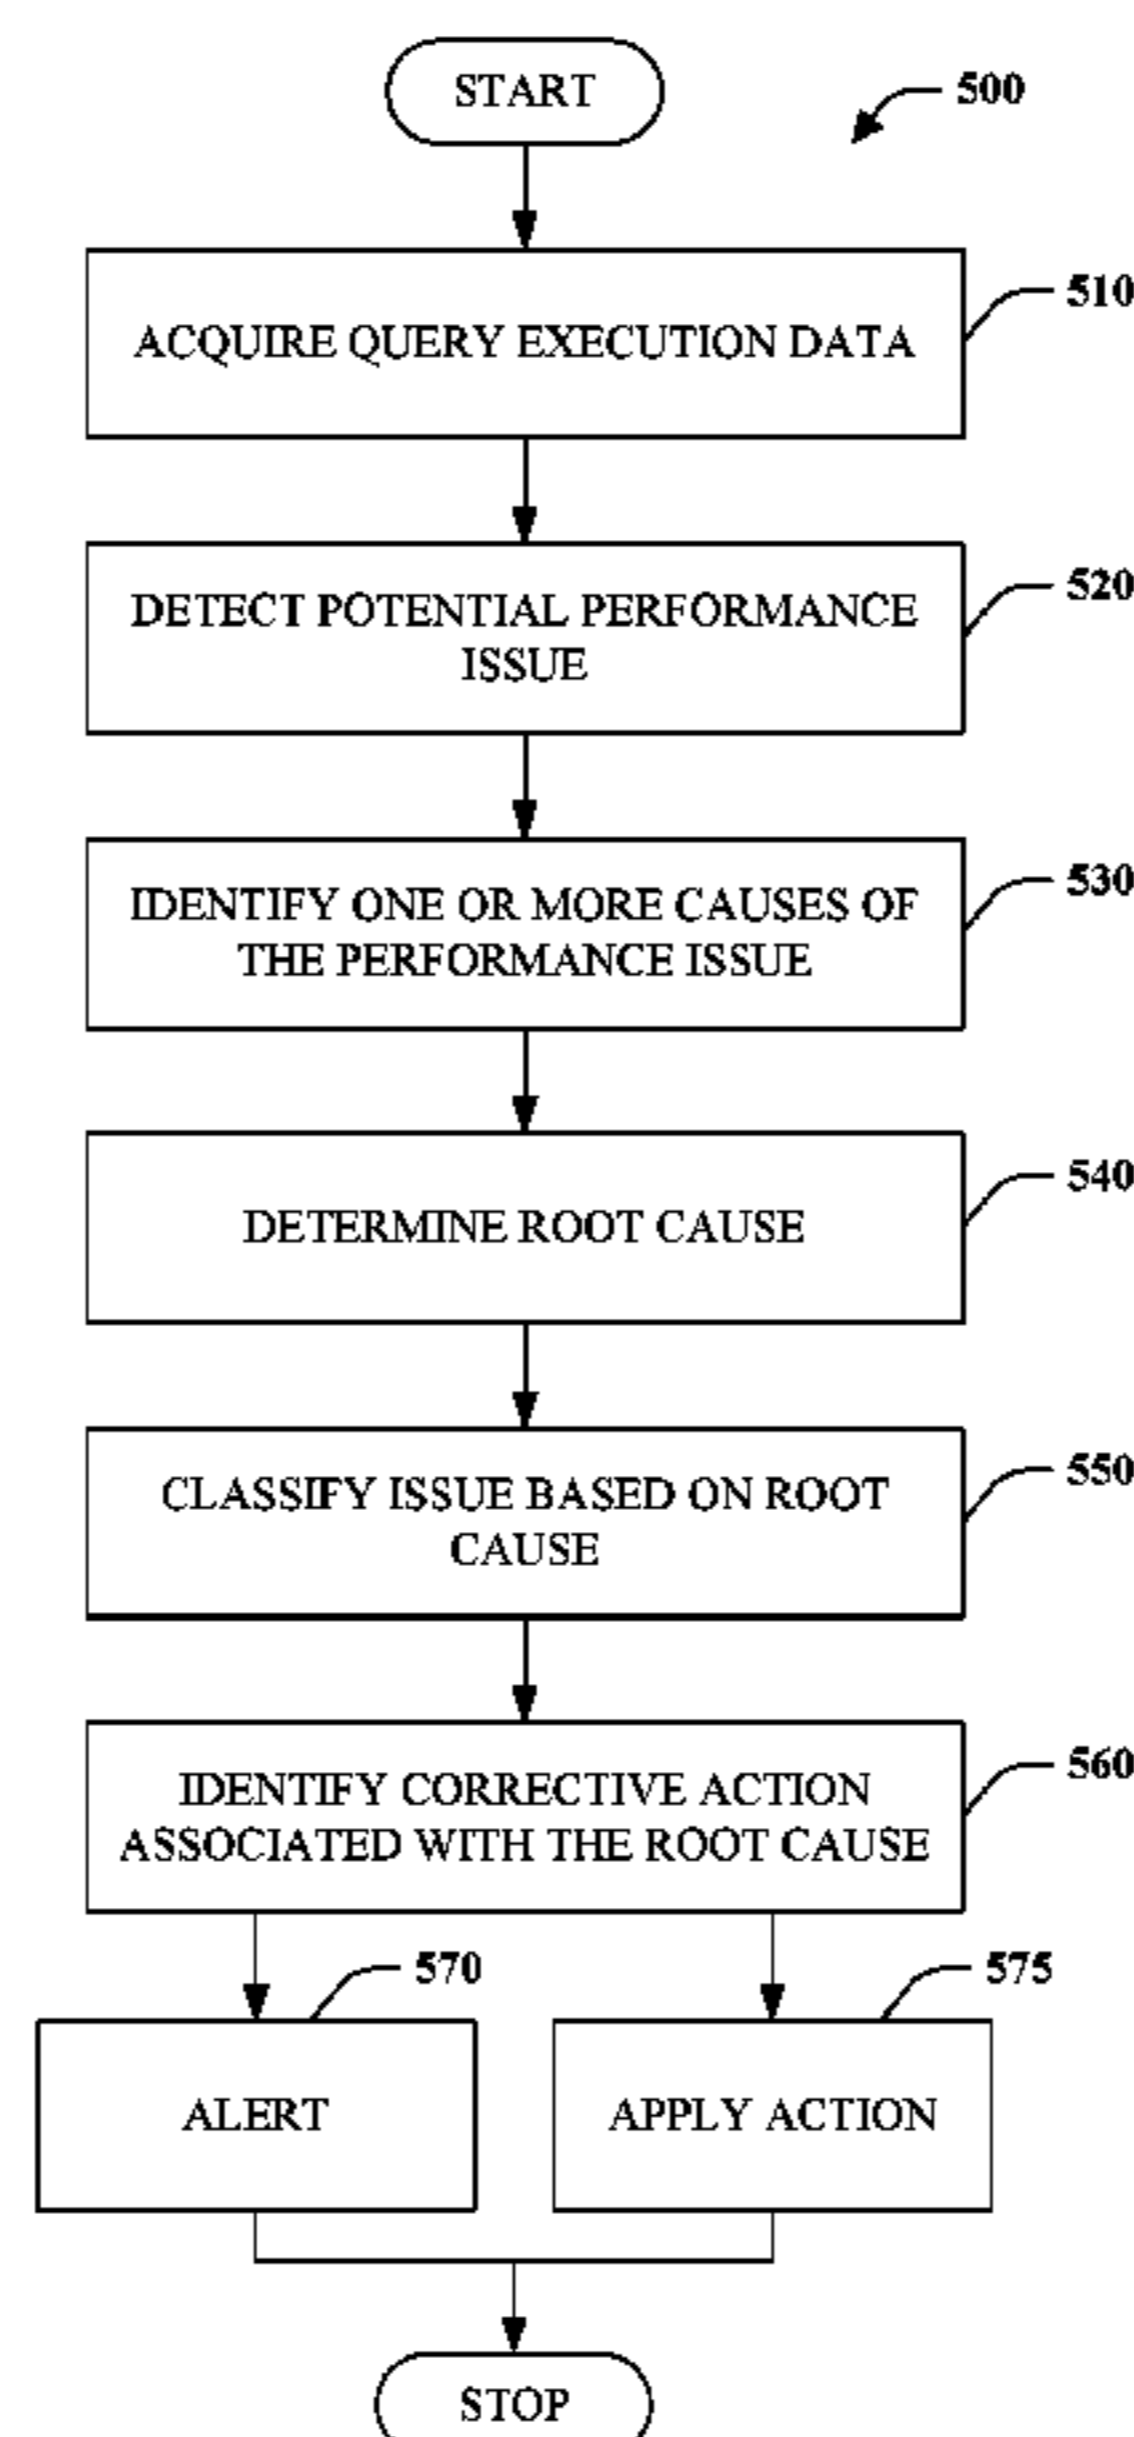 START
500
ACQUIRE QUERY EXECUTION DATA
510
DETECT POTENTIAL PERFORMANCE
ISSUE
520
IDENTIFY ONE OR MORE CAUSES OF
THE PERFORMANCE ISSUE
530
DETERMINE ROOT CAUSE
540
CLASSIFY ISSUE BASED ON ROOT
CAUSE
550
IDENTIFY CORRECTIVE ACTION
ASSOCIATED WITH THE ROOT CAUSE
560
570
575
ALERT
APPLY ACTION
STOP